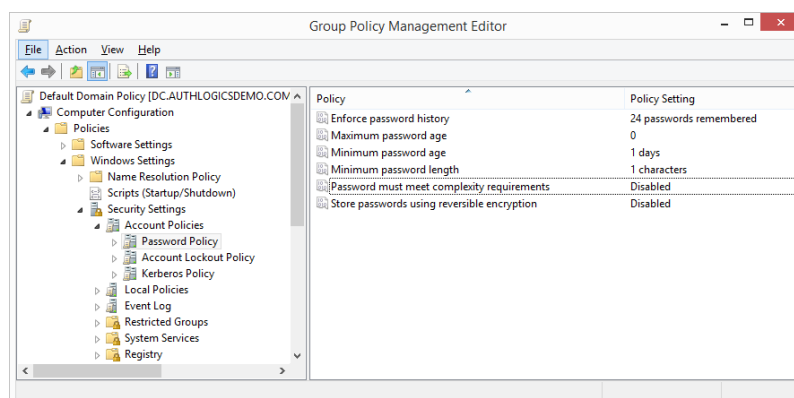 Group Policy Management Editor
File Action View Help
Default Domain Policy [DC.AUTHLOGICSDEMO.COM
Computer Configuration
Policies
Software Settings
Windows Settings
Name Resolution Policy
Scripts (Startup/Shutdown)
Security Settings
Account Policies
Password Policy
Account Lockout Policy
Kerberos Policy
Local Policies
Event Log
Restricted Groups
System Services
Registry
Policy Policy Setting
Enforce password history 24 passwords remembered
Maximum password age 0
Minimum password age 1 days
Minimum password length 1 characters
Password must meet complexity requirements Disabled
Store passwords using reversible encryption Disabled